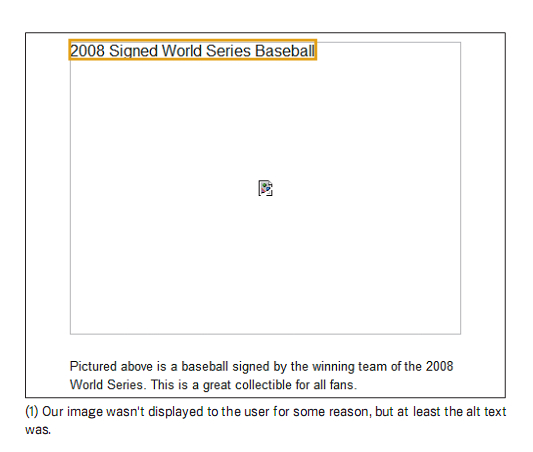 2008 Signed World Series Baseball
Pictured above is a baseball signed by the winning team of the 2008
World Series. This is a great collectible for all fans.
(1) Our image wasn't displayed to the user for some reason, but at least the alt text
was.